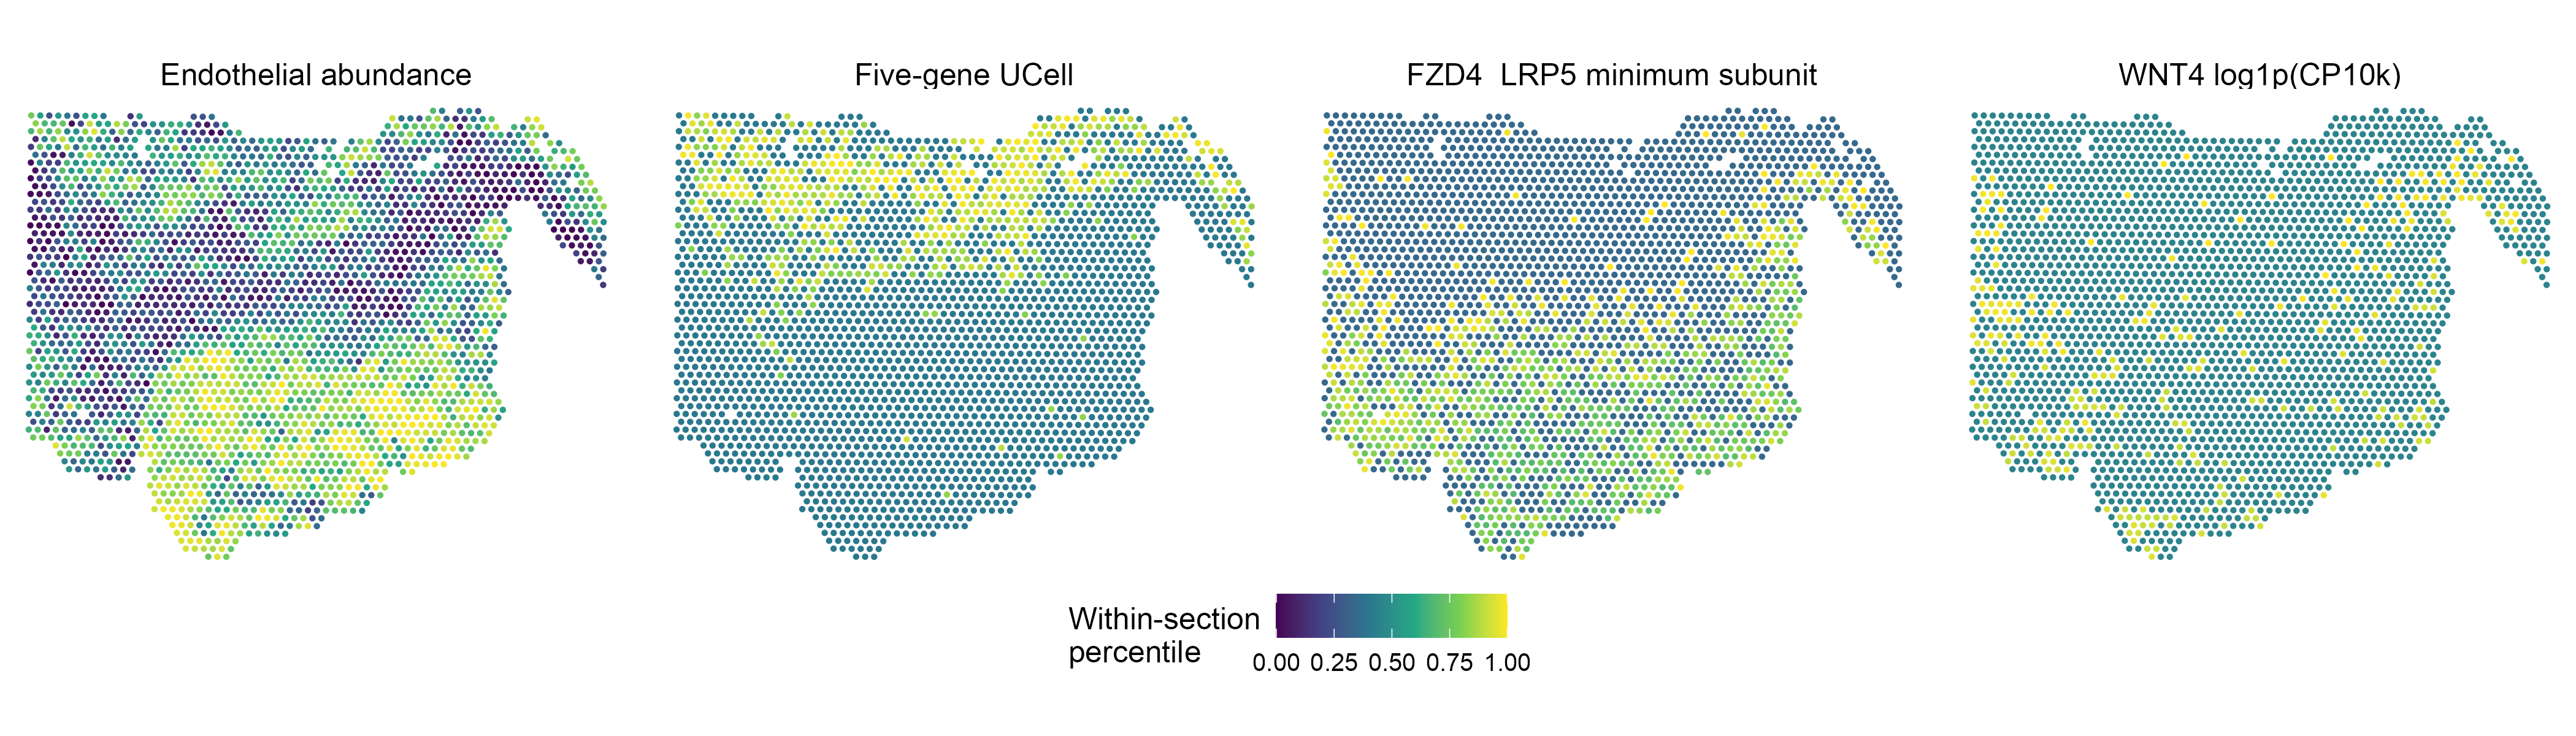 Endothelial abundance
Five-gene UCell
FZD4  LRP5 minimum subunit
WNT4 log1p(CP10k)
Within-section
percentile
0.00 0.25 0.50 0.75 1.00